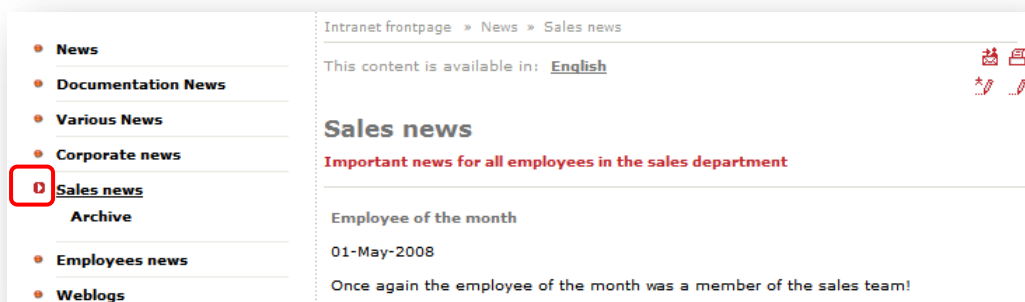 News
Documentation News
Various News
Corporate news
Sales news
Archive
Employees news
Weblogs
Intranet frontpage » News » Sales news
This content is available in: English
Sales news
Important news for all employees in the sales department
Employee of the month
01-May-2008
Once again the employee of the month was a member of the sales team!